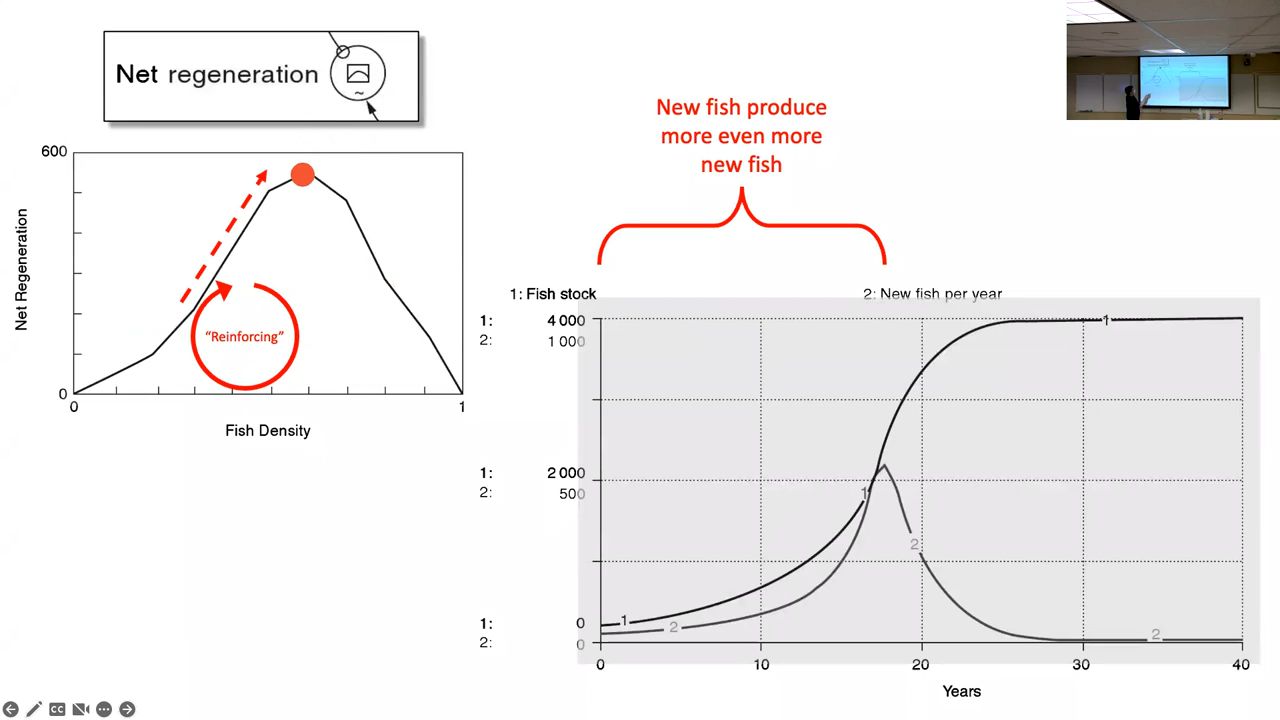 Net regeneration
~
New fish produce
more even more
new fish
600
Net Regeneration
"Reinforcing"
0
0
1
Fish Density
1: Fish stock
2: New fish per year
1:
4 000
2:
1 000
1:
2 000
2:
500
1:
0
2:
0
1
1
1
2
2
2
0
10
20
30
40
Years
CC